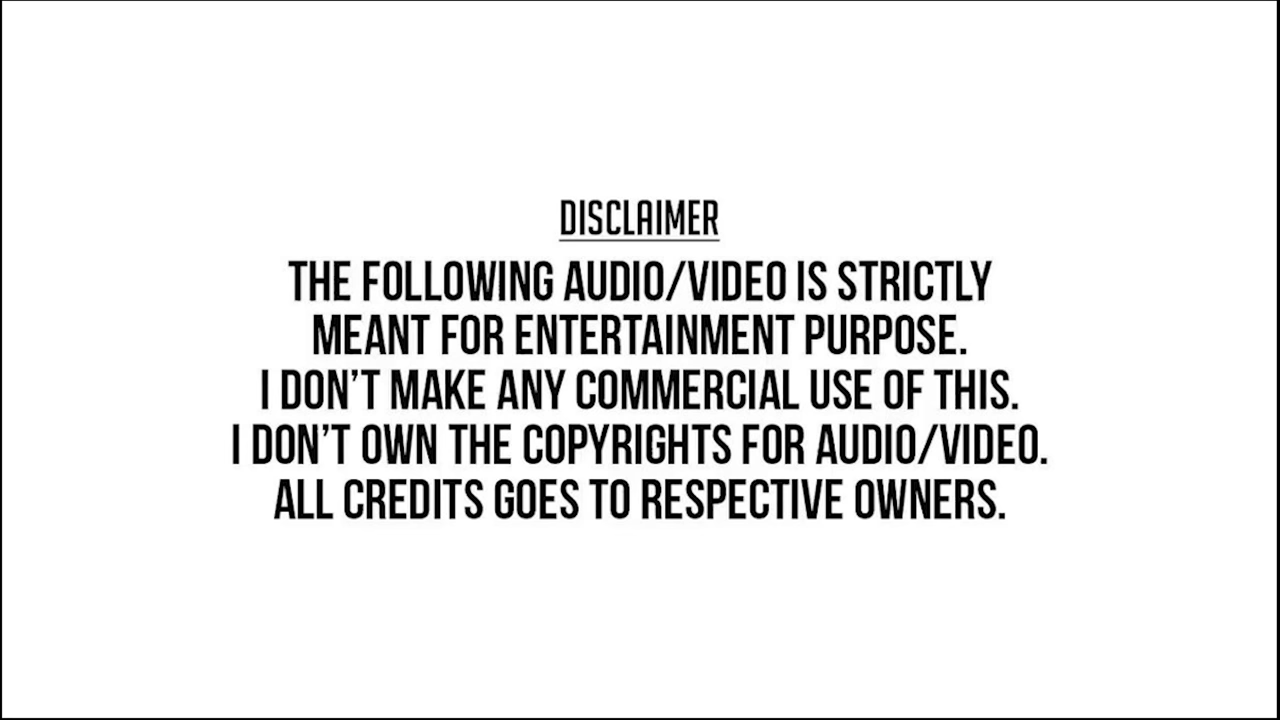 DISCLAIMER
THE FOLLOWING AUDIO/VIDEO IS STRICTLY
MEANT FOR ENTERTAINMENT PURPOSE.
I DON'T MAKE ANY COMMERCIAL USE OF THIS.
I DON'T OWN THE COPYRIGHTS FOR AUDIO/VIDEO.
ALL CREDITS GOES TO RESPECTIVE OWNERS.